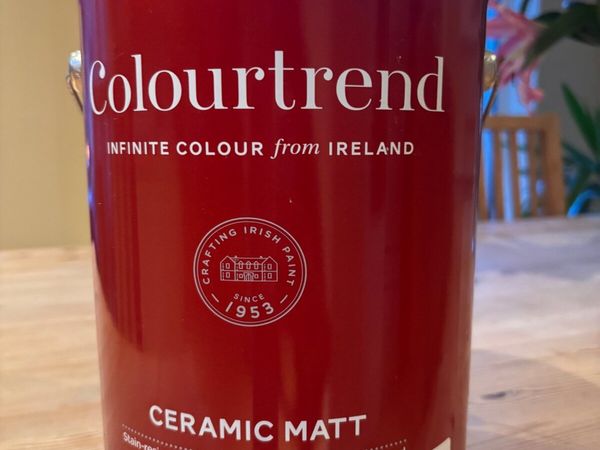 Colourtrend
INFINITE COLOUR from IRELAND
CRAFTING IRISH PAINT
SINCE
1953
CERAMIC MATT